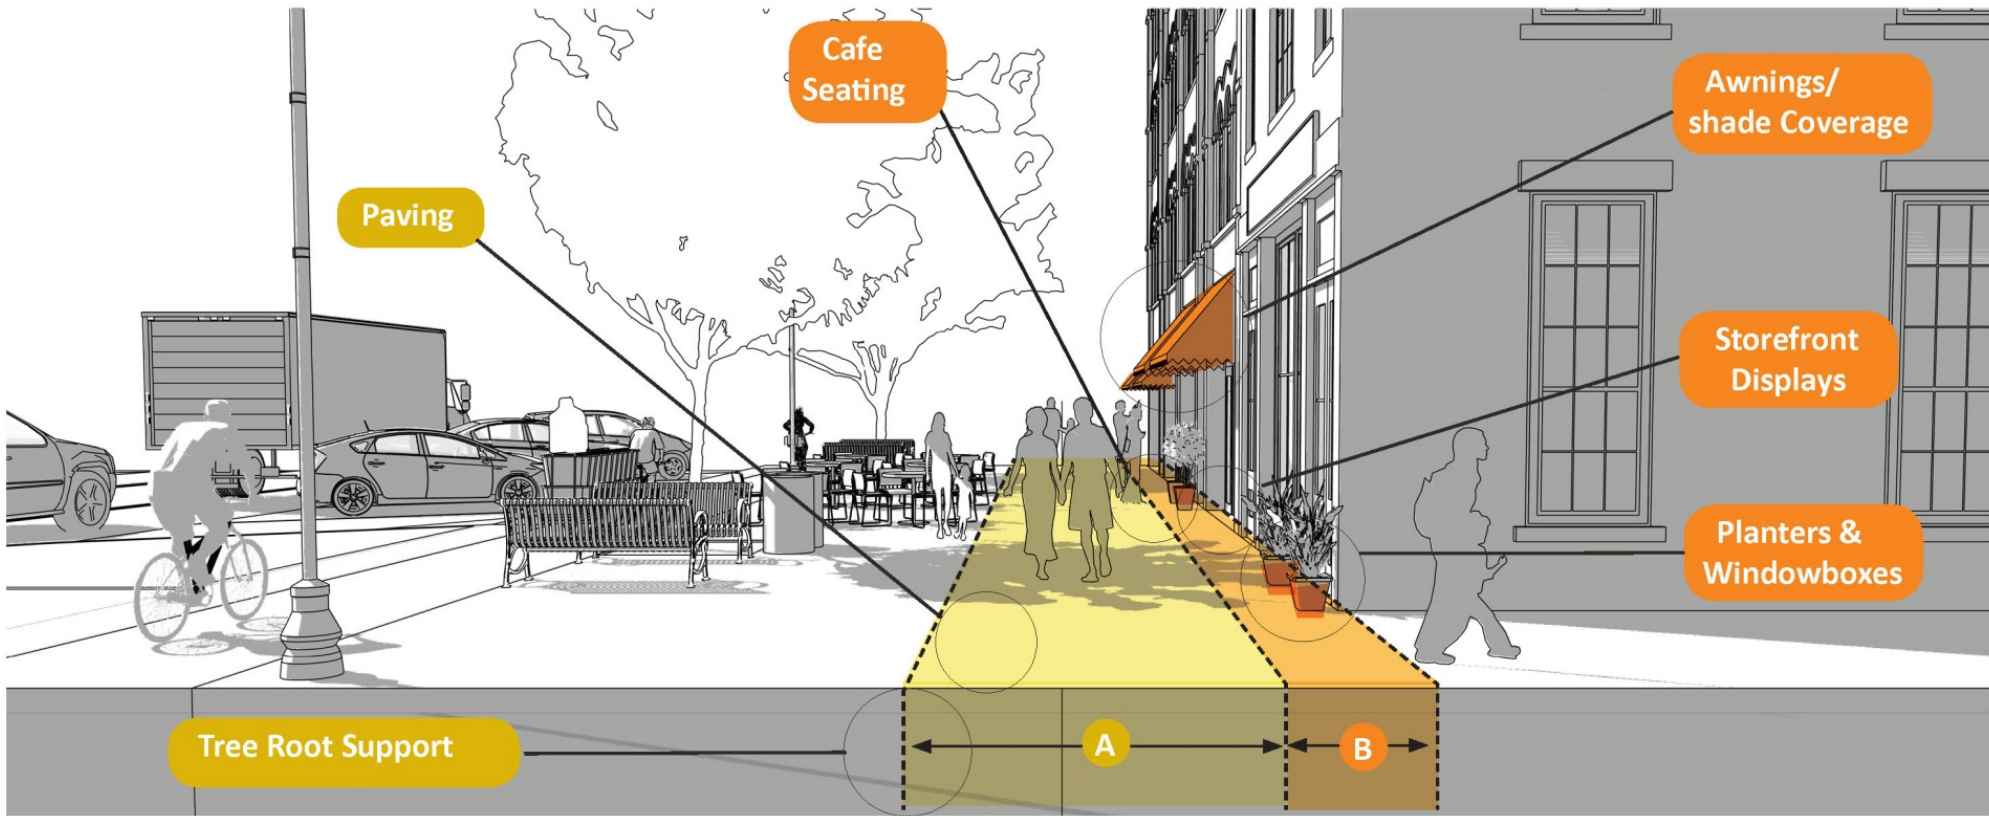 Cafe
Seating
Awnings/
shade Coverage
Paving
Storefront
Displays
Planters &
Windowboxes
Tree Root Support
A
B